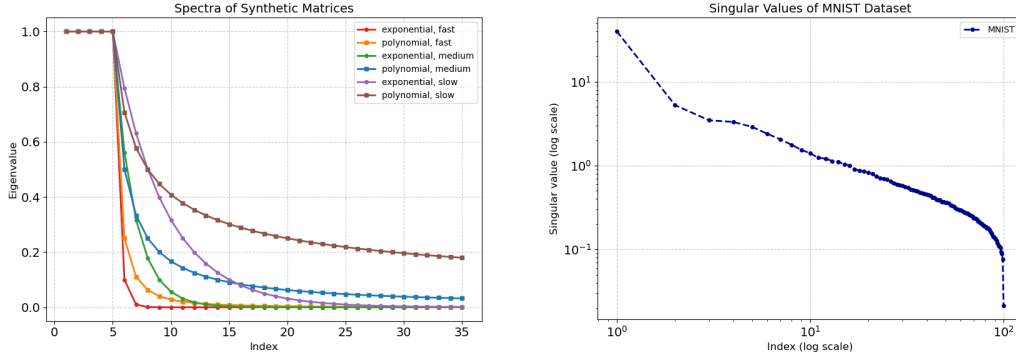 Spectra of Synthetic Matrices
1.0
0.8
0.6
0.4
0.2
0.0
Eigenvalue
0 5 10 15 20 25 30 35
Index
exponential, fast
polynomial, fast
exponential, medium
polynomial, medium
exponential, slow
polynomial, slow
Singular Values of MNIST Dataset
10¹
10⁰
10⁻¹
Singular value (log scale)
10⁰ 10¹ 10²
Index (log scale)
MNIST